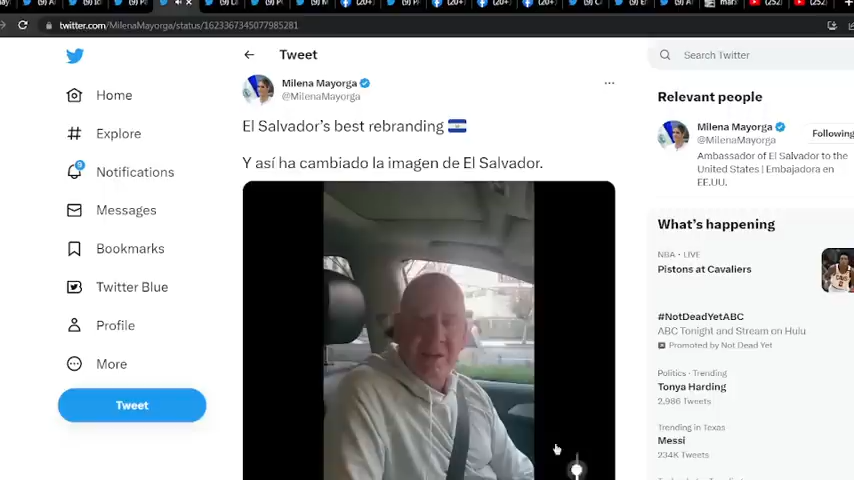 twitter.com/MilenaMayorga/status/1623367345077985281
Tweet
Search Twitter
Milena Mayorga
@MilenaMayorga
Home
Explore
9
Notifications
Messages
Bookmarks
Twitter Blue
Profile
More
Tweet
El Salvador's best rebranding
Y así ha cambiado la imagen de El Salvador.
Relevant people
Milena Mayorga
@MilenaMayorga
Following
Ambassador of El Salvador to the
United States | Embajadora en
EE.UU.
What's happening
NBA · LIVE
Pistons at Cavaliers
#NotDeadYetABC
ABC Tonight and Stream on Hulu
Promoted by Not Dead Yet
Politics · Trending
Tonya Harding
2,986 Tweets
Trending in Texas
Messi
234K Tweets